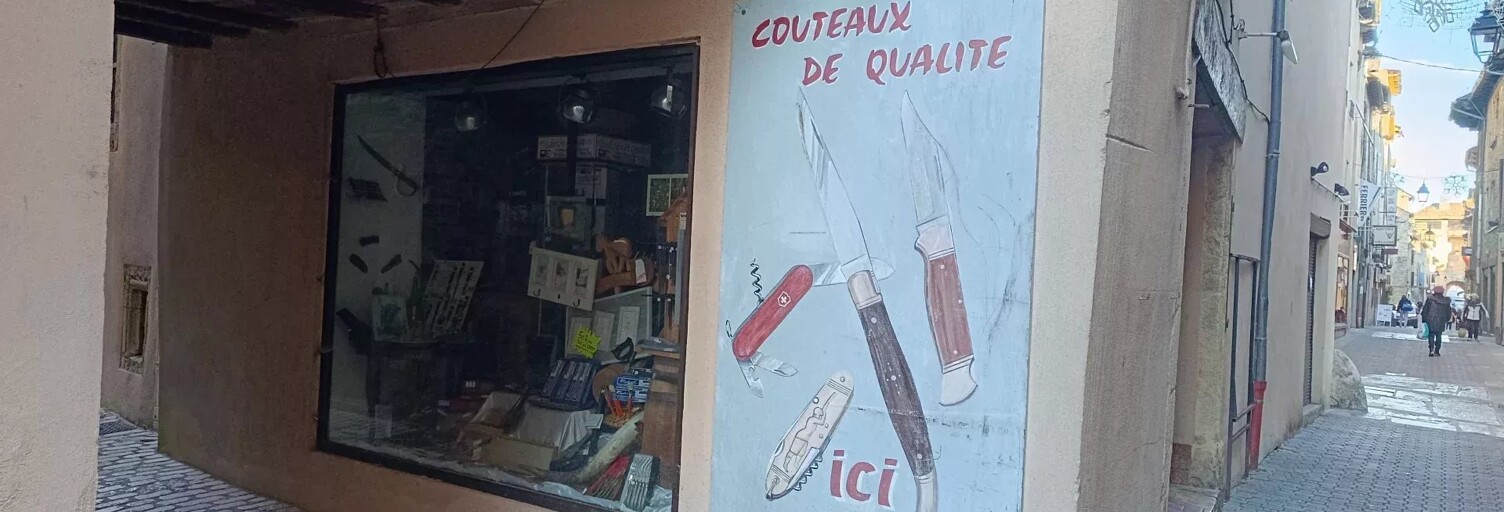 COUTEAUX
DE QUALITE
ici